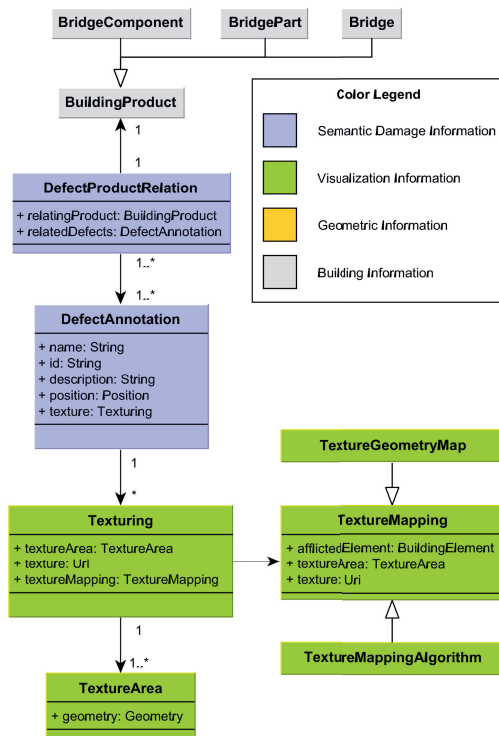 BridgeComponent
BridgePart
Bridge
BuildingProduct
1
1
DefectProductRelation
+ relatingProduct: BuildingProduct
+ relatedDefects: DefectAnnotation
1..*
1..*
DefectAnnotation
+ name: String
+ id: String
+ description: String
+ position: Position
+ texture: Texturing
1
*
Texturing
+ textureArea: TextureArea
+ texture: Uri
+ textureMapping: TextureMapping
1
1..*
TextureArea
+ geometry: Geometry
Color Legend
Semantic Damage Information
Visualization Information
Geometric Information
Building Information
TextureGeometryMap
TextureMapping
+ afflictedElement: BuildingElement
+ textureArea: TextureArea
+ texture: Uri
TextureMappingAlgorithm